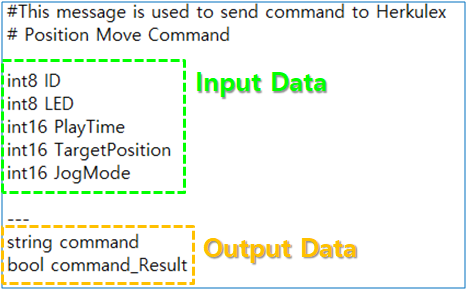 #This message is used to send command to Herkulex
# Position Move Command
int8 ID
int8 LED
int16 PlayTime
int16 TargetPosition
int16 JogMode
Input Data
---
string command
bool command_Result
Output Data